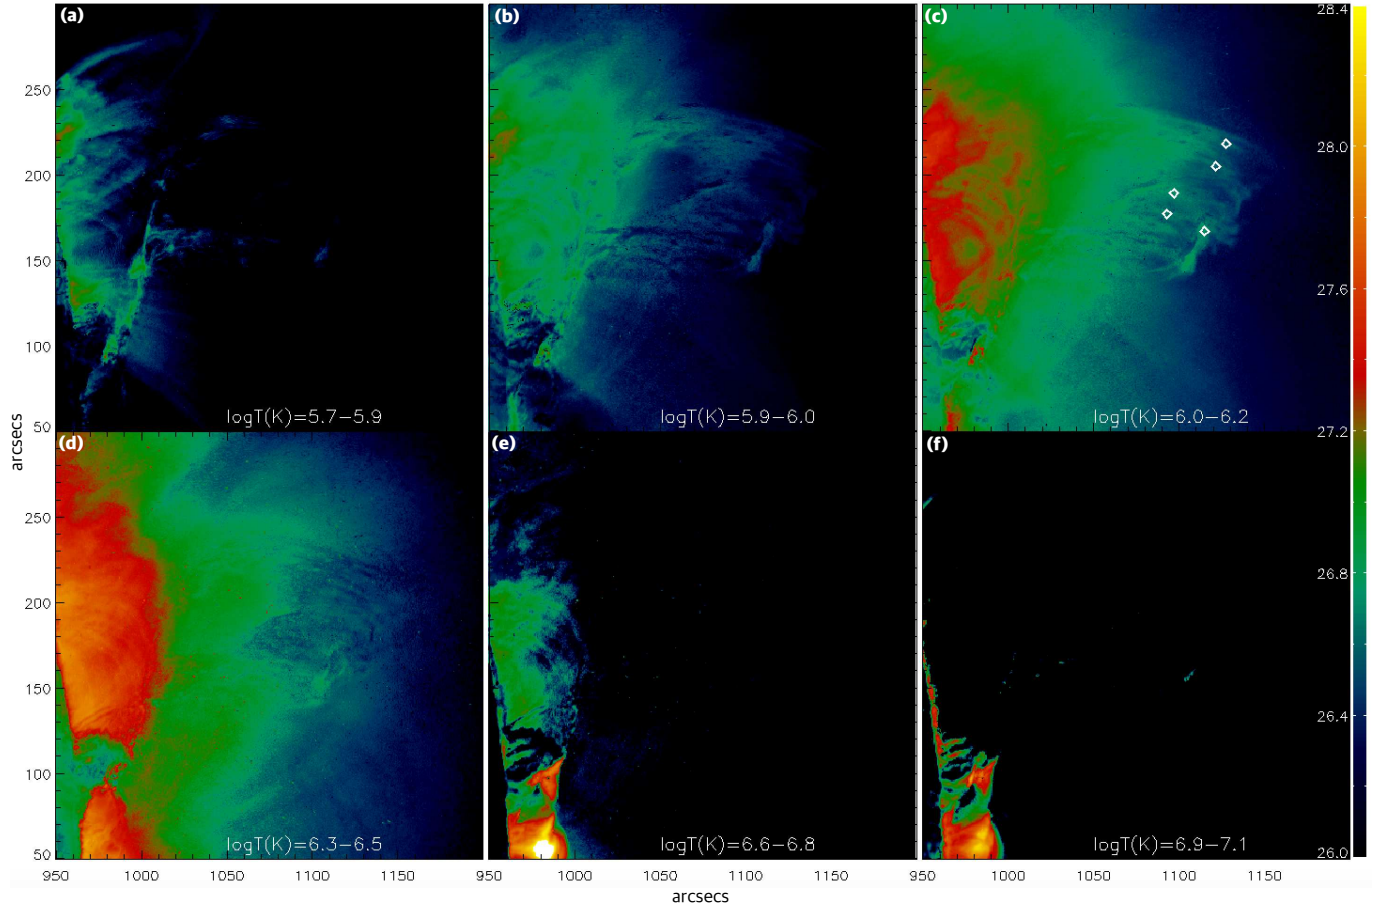 (a) (b) (c) 28.4
250
28.0
200
150 27.6
100
logT(K)=5.7–5.9 logT(K)=5.9–6.0 logT(K)=6.0–6.2
50 27.2
(d) (e) (f)
arcsecs
250
26.8
200
150
26.4
100
logT(K)=6.3–6.5 logT(K)=6.6–6.8 logT(K)=6.9–7.1
50 26.0
950 1000 1050 1100 1150 950 1000 1050 1100 1150 950 1000 1050 1100 1150
arcsecs